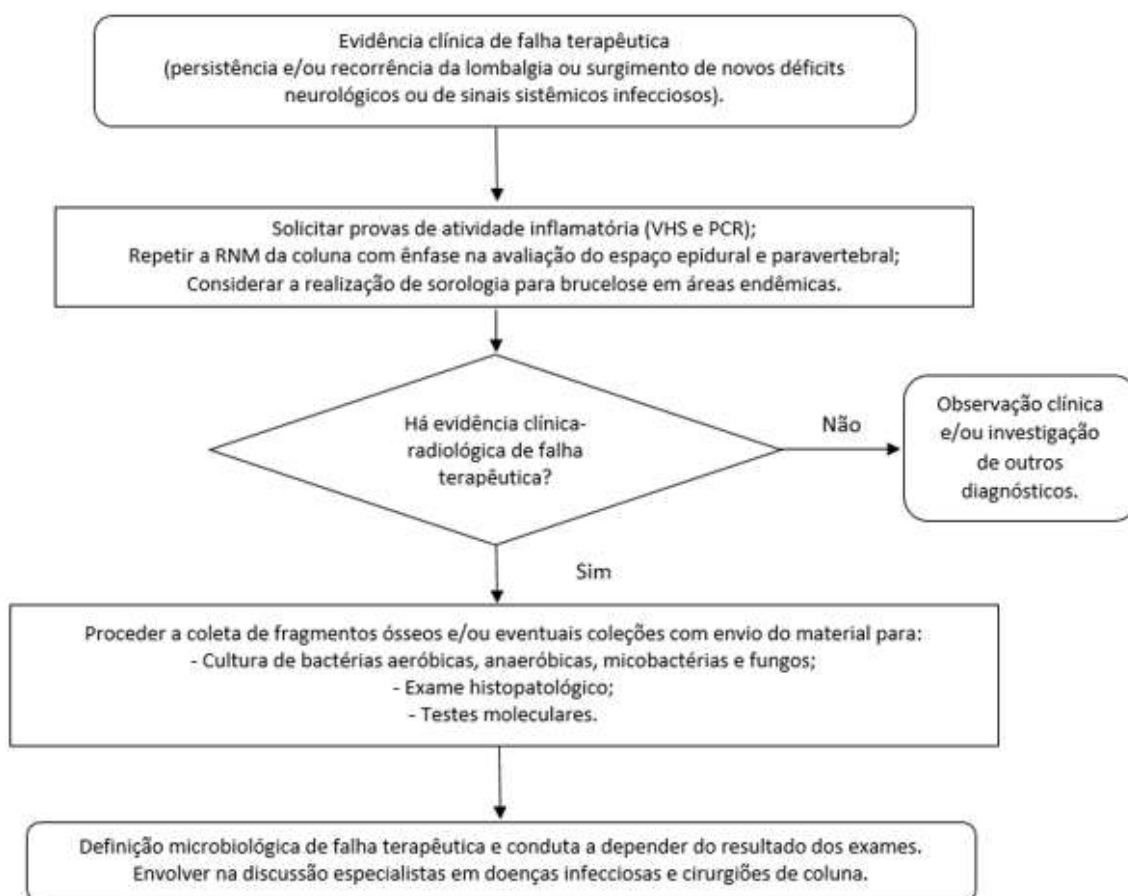 Evidência clínica de falha terapêutica
(persistência e/ou recorrência da lombalgia ou surgimento de novos déficits
neurológicos ou de sinais sistêmicos infecciosos).
Solicitar provas de atividade inflamatória (VHS e PCR);
Repetir a RNM da coluna com ênfase na avaliação do espaço epidural e paravertebral;
Considerar a realização de sorologia para brucelose em áreas endêmicas.
Há evidência clínica-
radiológica de falha
terapêutica?
Não
Observação clínica
e/ou investigação
de outros
diagnósticos.
Sim
Proceder a coleta de fragmentos ósseos e/ou eventuais coleções com envio do material para:
- Cultura de bactérias aeróbicas, anaeróbicas, micobactérias e fungos;
- Exame histopatológico;
- Testes moleculares.
Definição microbiológica de falha terapêutica e conduta a depender do resultado dos exames.
Envolver na discussão especialistas em doenças infecciosas e cirurgiões de coluna.